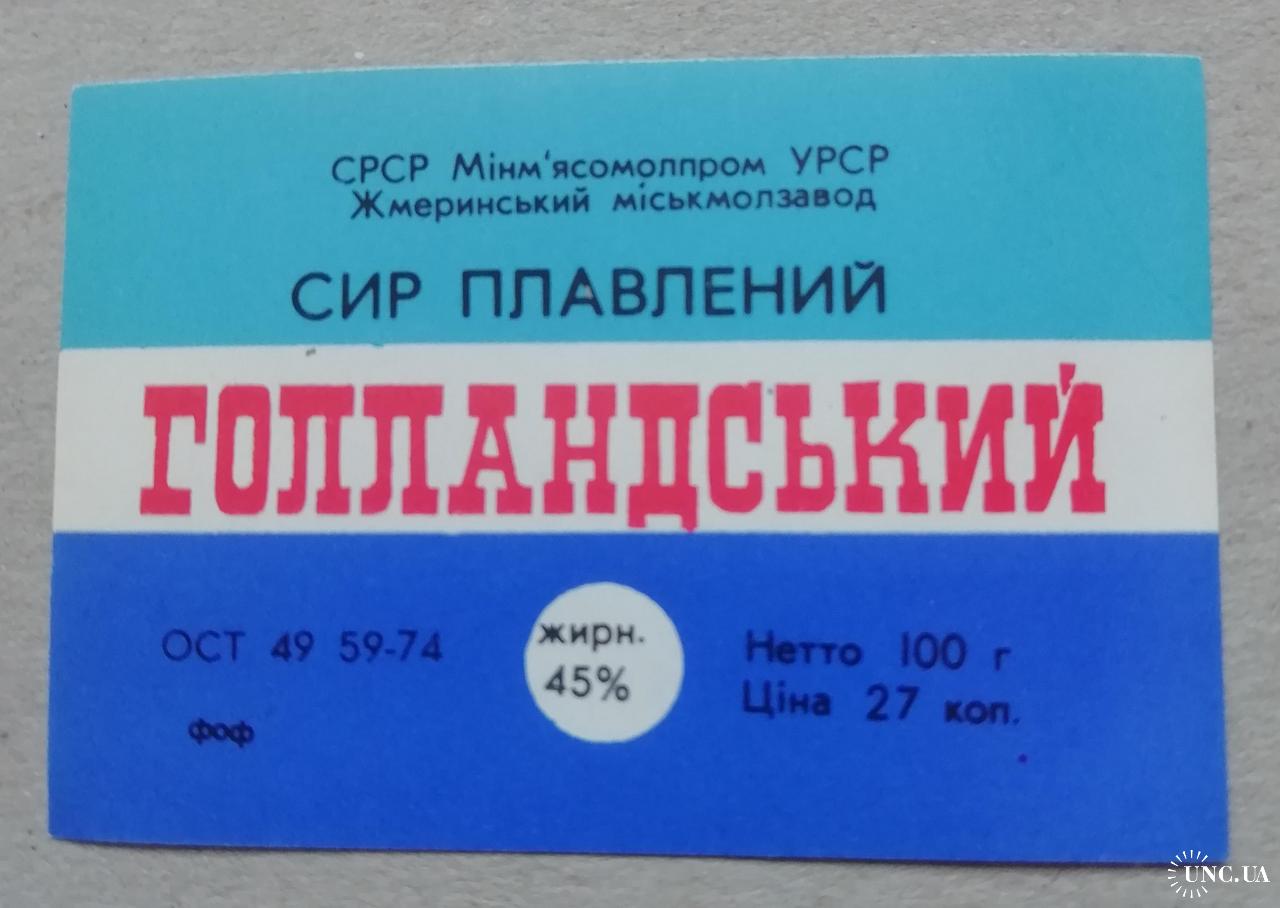 СРСР Мінм'ясомолпром УРСР
Жмеринський міськмолзавод
СИР ПЛАВЛЕНИЙ
ГОЛЛАНДСЬКИЙ
ОСТ 49 59-74
фоф
жирн.
45%
Нетто 100 г
Ціна 27 коп.
UNC.UA